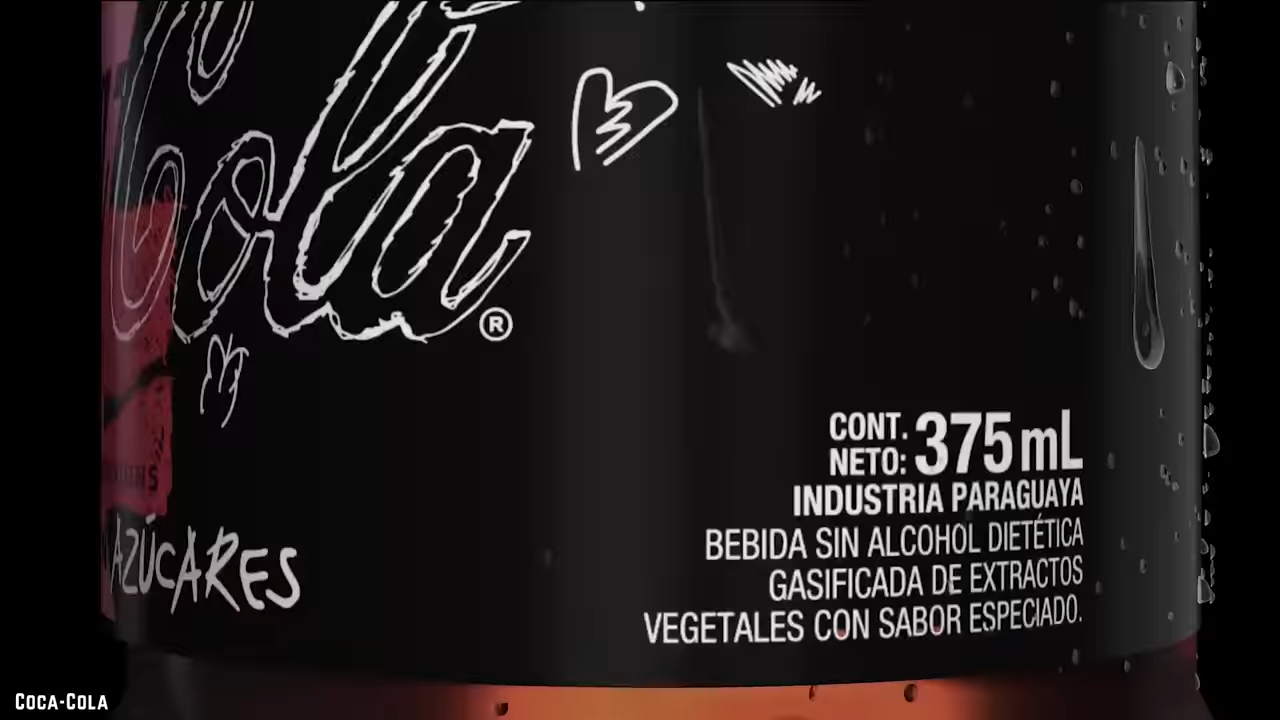 Cola®
AZÚCARES
CONT.
NETO: 375 mL
INDUSTRIA PARAGUAYA
BEBIDA SIN ALCOHOL DIETÉTICA
GASIFICADA DE EXTRACTOS
VEGETALES CON SABOR ESPECIADO.
COCA-COLA